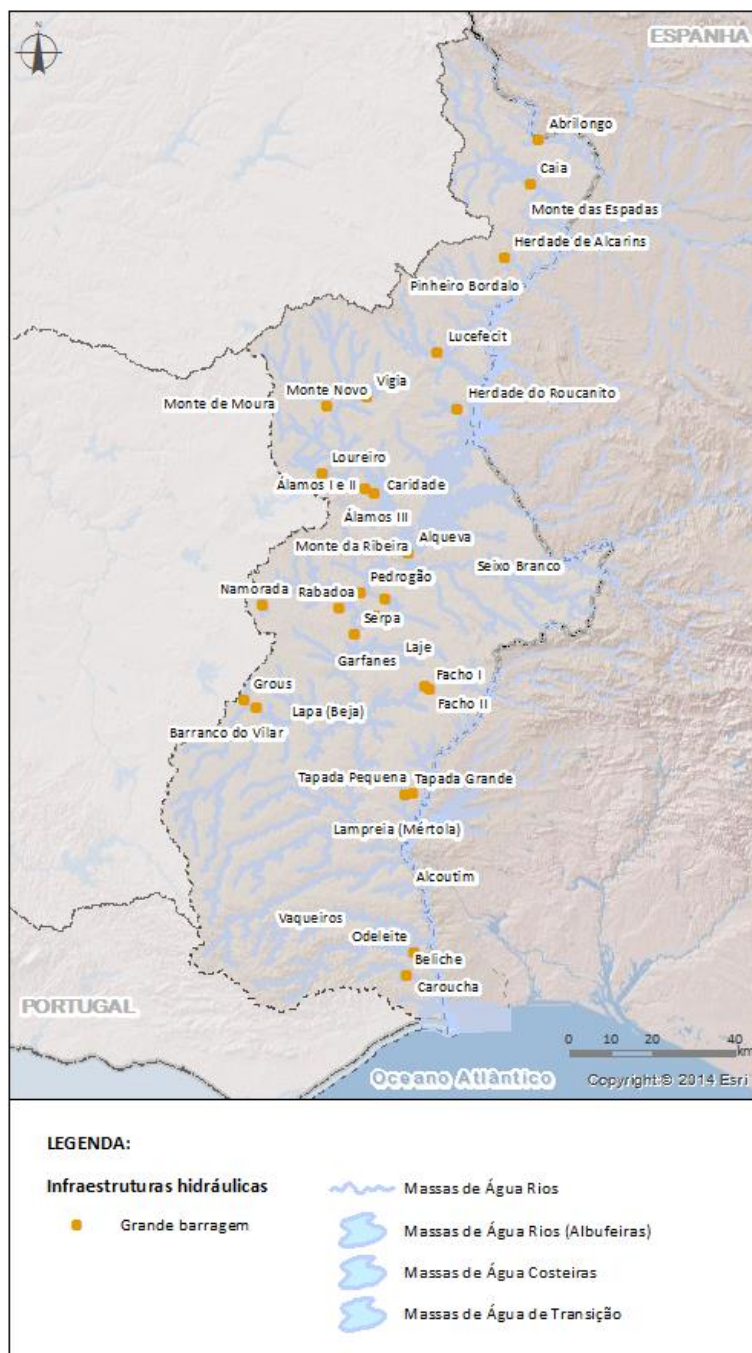 N
ESPANHA
Abrilongo
Caia
Monte das Espadas
Herdade de Alcarins
Pinheiro Bordalo
Lucefecit
Vigia
Monte Novo
Monte de Moura
Herdade do Roucanito
Loureiro
Álamos I e II
Caridade
Álamos III
Alqueva
Monte da Ribeira
Seixo Branco
Pedrogão
Namorada
Rabadoa
Serpa
Laje
Garfanes
Facho I
Grous
Facho II
Lapa (Beja)
Barranco do Vilar
Tapada Pequena
Tapada Grande
Lampreia (Mértola)
Alcoutim
Vaqueiros
Odeleite
Beliche
Caroucha
PORTUGAL
0 10 20 40
km
Oceano Atlântico
Copyright:© 2014 Esri
LEGENDA:
Infraestruturas hidráulicas
Grande barragem
Massas de Água Rios
Massas de Água Rios (Albufeiras)
Massas de Água Costeiras
Massas de Água de Transição